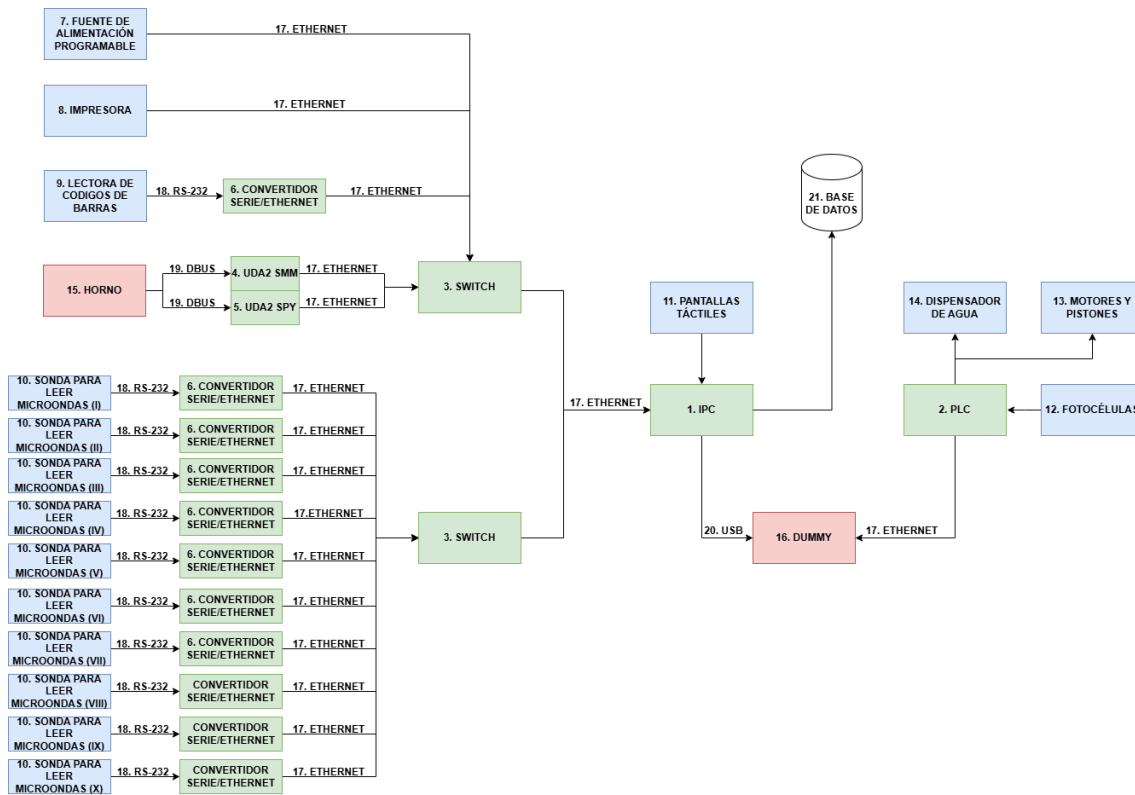 7. FUENTE DE
ALIMENTACIÓN
PROGRAMABLE
17. ETHERNET
8. IMPRESORA
17. ETHERNET
9. LECTORA DE
CODIGOS DE
BARRAS
18. RS-232
6. CONVERTIDOR
SERIE/ETHERNET
17. ETHERNET
21. BASE
DE DATOS
15. HORNO
19. DBUS
4. UDA2 SMM
17. ETHERNET
19. DBUS
5. UDA2 SPY
17. ETHERNET
3. SWITCH
11. PANTALLAS
TÁCTILES
14. DISPENSADOR
DE AGUA
13. MOTORES Y
PISTONES
17. ETHERNET
1. IPC
2. PLC
12. FOTOCÉLULAS
20. USB
16. DUMMY
17. ETHERNET
3. SWITCH
10. SONDA PARA
LEER
MICROONDAS (I)
18. RS-232
6. CONVERTIDOR
SERIE/ETHERNET
17. ETHERNET
10. SONDA PARA
LEER
MICROONDAS (II)
18. RS-232
6. CONVERTIDOR
SERIE/ETHERNET
17. ETHERNET
10. SONDA PARA
LEER
MICROONDAS (III)
18. RS-232
6. CONVERTIDOR
SERIE/ETHERNET
17. ETHERNET
10. SONDA PARA
LEER
MICROONDAS (IV)
18. RS-232
6. CONVERTIDOR
SERIE/ETHERNET
17.ETHERNET
10. SONDA PARA
LEER
MICROONDAS (V)
18. RS-232
6. CONVERTIDOR
SERIE/ETHERNET
17. ETHERNET
10. SONDA PARA
LEER
MICROONDAS (VI)
18. RS-232
6. CONVERTIDOR
SERIE/ETHERNET
17. ETHERNET
10. SONDA PARA
LEER
MICROONDAS (VII)
18. RS-232
6. CONVERTIDOR
SERIE/ETHERNET
17. ETHERNET
10. SONDA PARA
LEER
MICROONDAS (VIII)
18. RS-232
CONVERTIDOR
SERIE/ETHERNET
17. ETHERNET
10. SONDA PARA
LEER
MICROONDAS (IX)
18. RS-232
CONVERTIDOR
SERIE/ETHERNET
17. ETHERNET
10. SONDA PARA
LEER
MICROONDAS (X)
18. RS-232
CONVERTIDOR
SERIE/ETHERNET
17. ETHERNET